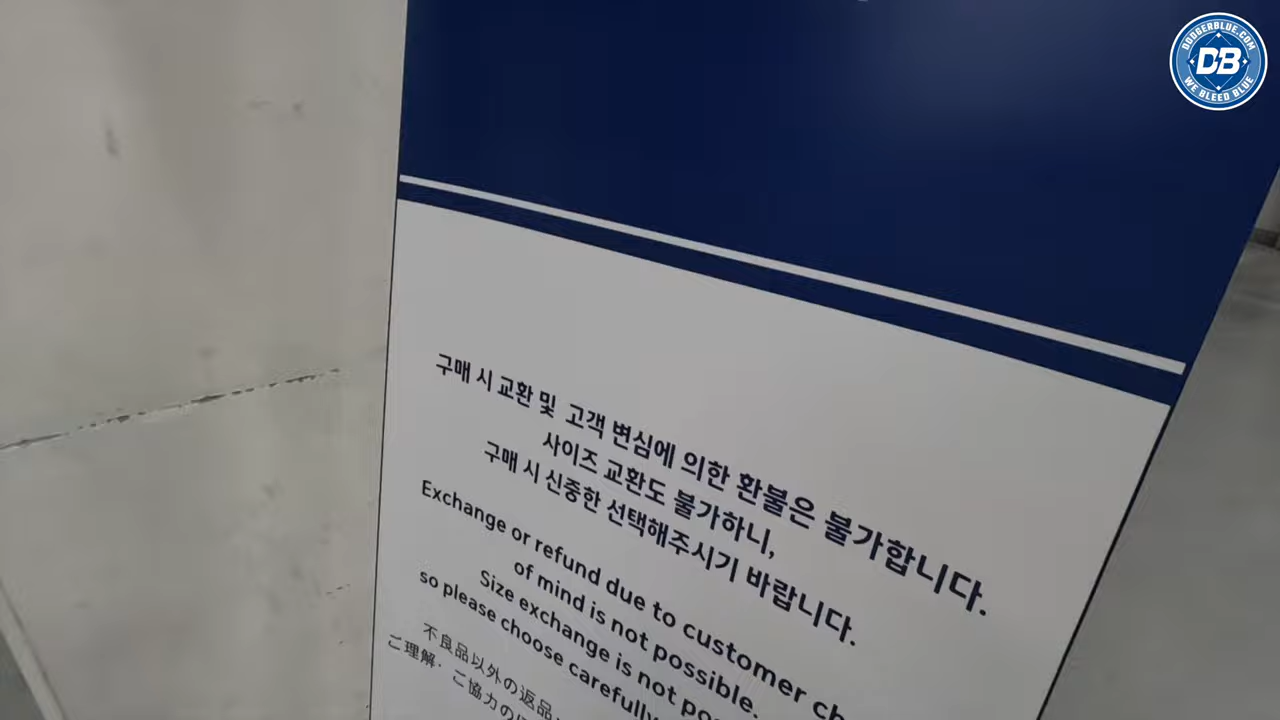 DODGERBLUE.COM
DB
WE BLEED BLUE
구매 시 교환 및 고객 변심에 의한 환불은 불가합니다.
사이즈 교환도 불가하니,
구매 시 신중한 선택해주시기 바랍니다.
Exchange or refund due to customer
of mind is not possible.
Size exchange is not
so please choose carefully
不良品以外の返品
ご理解・ご協力の